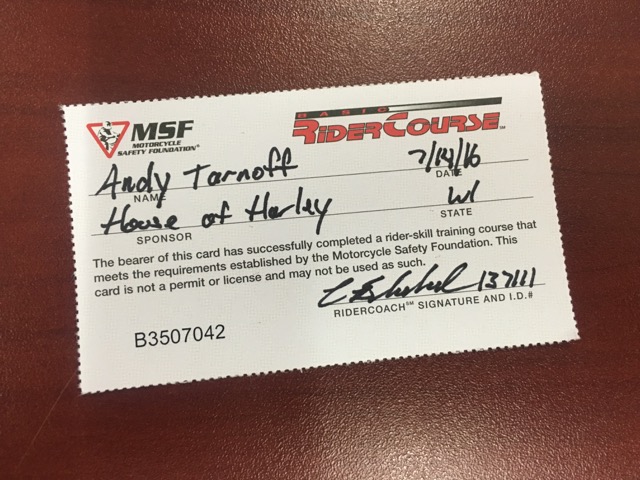 MSF
MOTORCYCLE
SAFETY FOUNDATION®
BASIC
RIDERCOURSE SM
Andy Tarnoff 7/14/16
NAME DATE
House of Harley WI
SPONSOR STATE
The bearer of this card has successfully completed a rider-skill training course that
meets the requirements established by the Motorcycle Safety Foundation. This
card is not a permit or license and may not be used as such.
137111
RIDERCOACH SM SIGNATURE AND I.D.#
B3507042